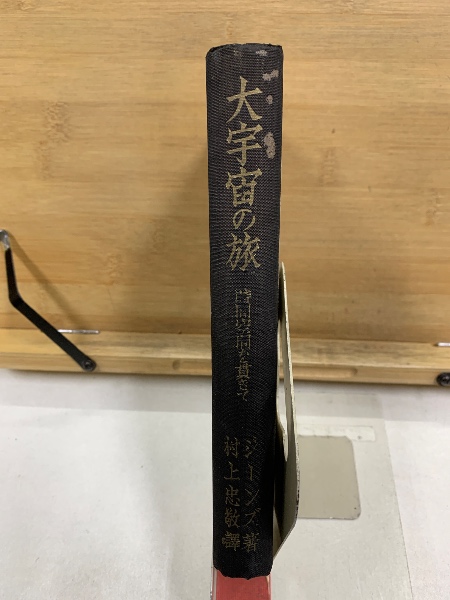 大宇宙の旅
時間空間を貫ぎて
ジーンズ著
村上忠敬譯